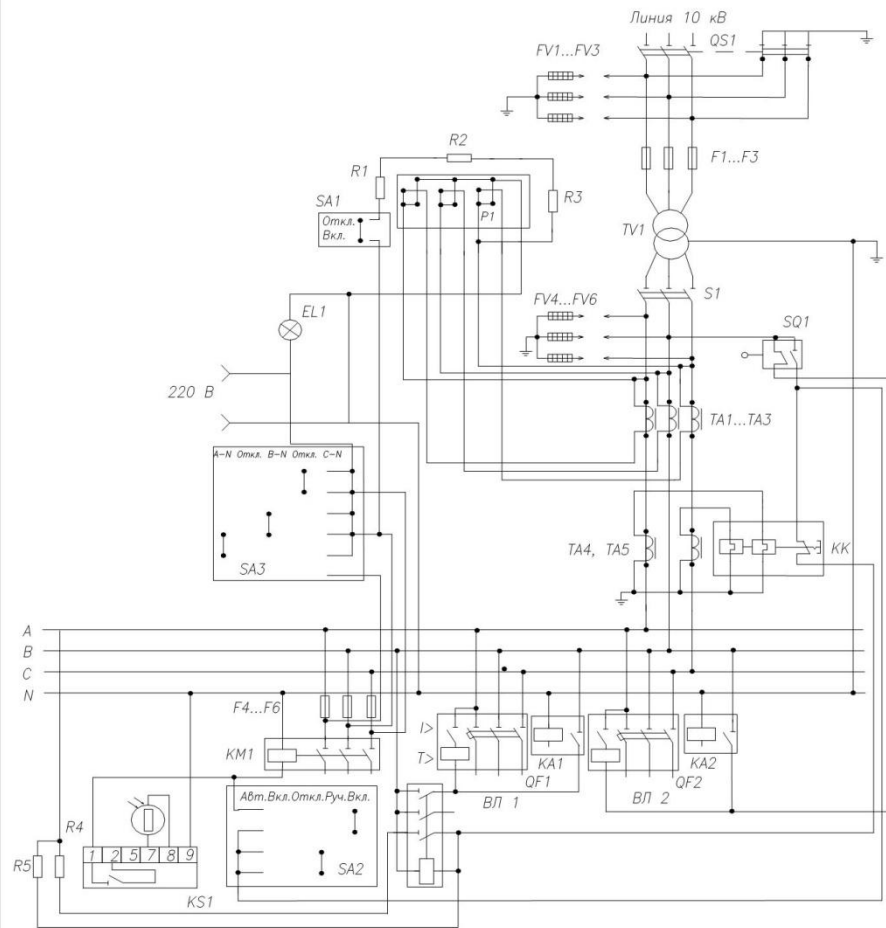 Линия 10 кВ
QS1
FV1...FV3
R2
R1
F1...F3
SA1
R3
Откл.
P1
Вкл.
TV1
S1
EL1
FV4...FV6
SQ1
220 В
TA1...TA3
A-N Откл. B-N Откл. C-N
TA4, TA5
KK
SA3
A
B
C
N
F4...F6
I>
KM1
T>
KA1
KA2
QF1
QF2
ВЛ 1
ВЛ 2
Авт.Вкл.Откл.Руч.Вкл.
R4
1 2 5 7 8 9
R5
SA2
KS1